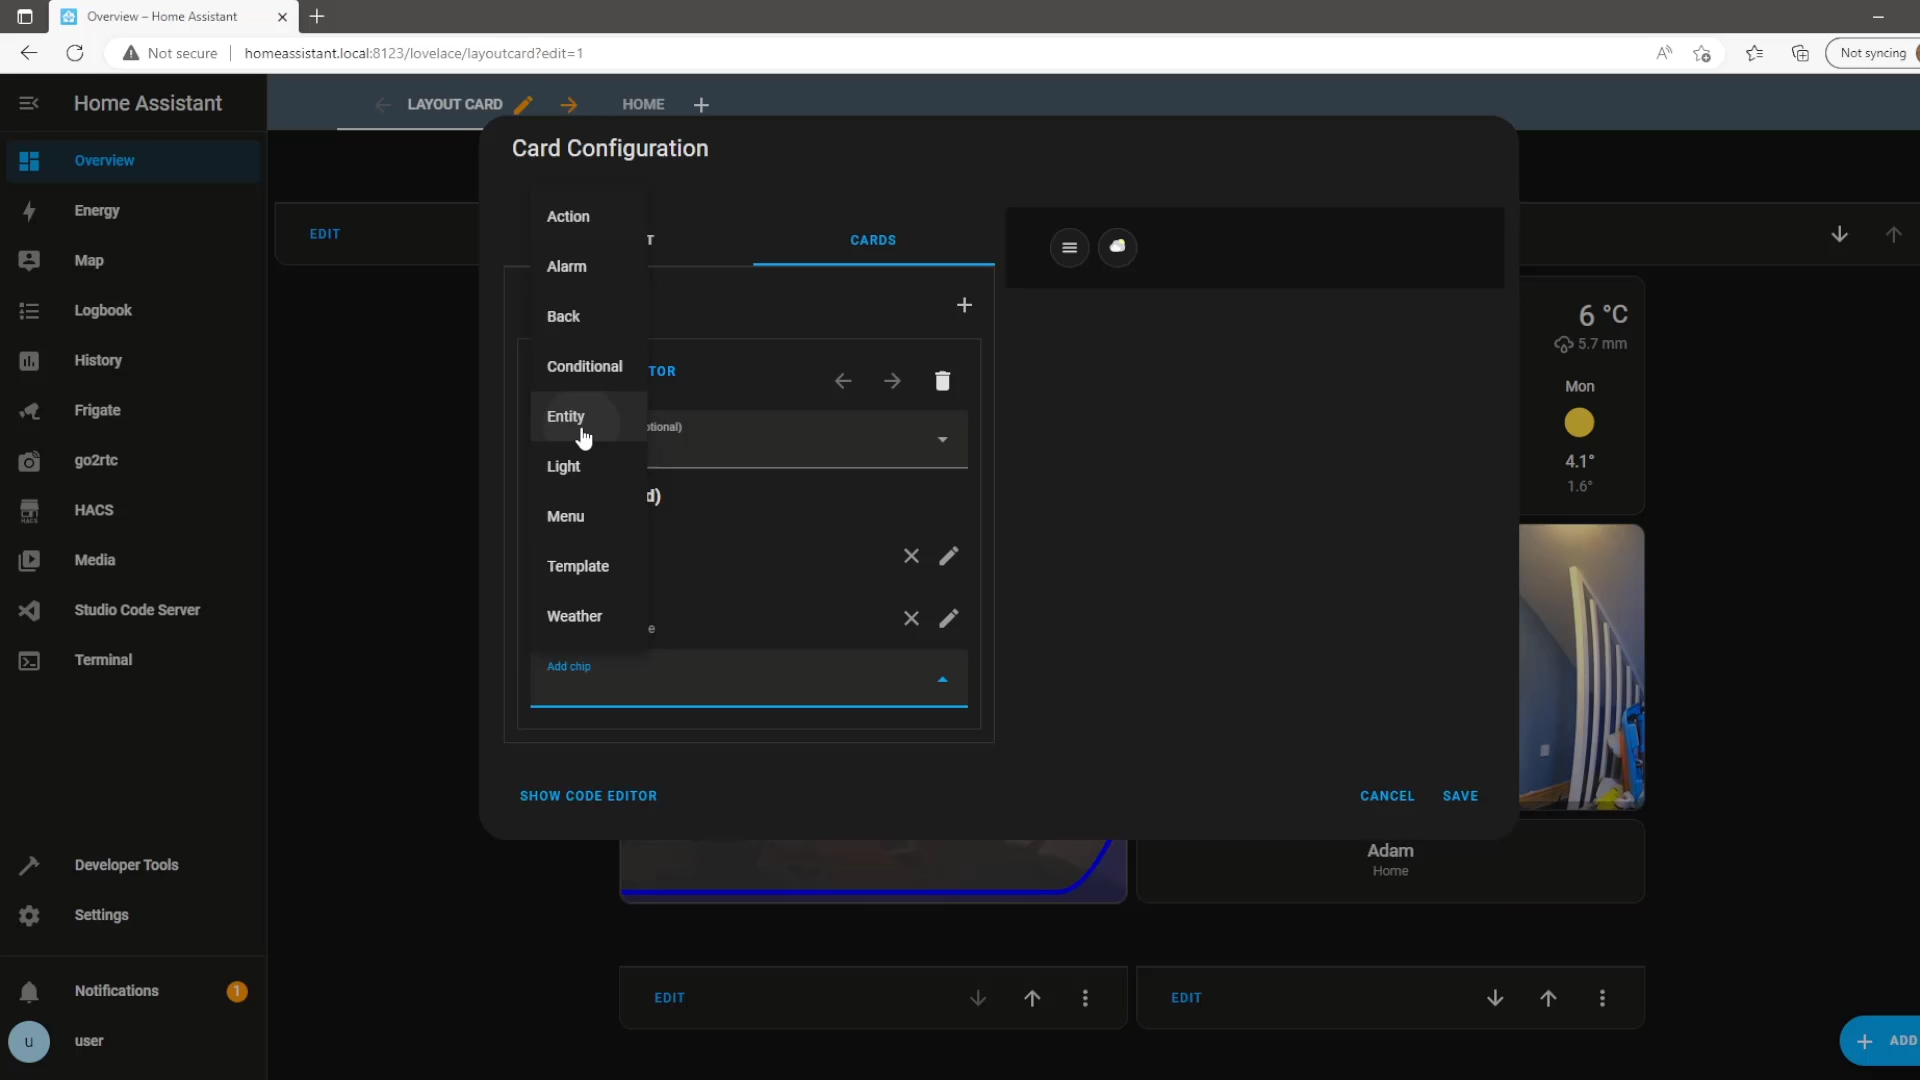 Overview – Home Assistant
Not secure
homeassistant.local:8123/lovelace/layoutcard?edit=1
Not syncing
Home Assistant
LAYOUT CARD
HOME
Overview
Energy
Map
Logbook
History
Frigate
go2rtc
HACS
Media
Studio Code Server
Terminal
Developer Tools
Settings
Notifications
1
u
user
EDIT
Card Configuration
T
CARDS
TOR
ptional)
d)
e
Action
Alarm
Back
Conditional
Entity
Light
Menu
Template
Weather
Add chip
SHOW CODE EDITOR
CANCEL
SAVE
6 °C
5.7 mm
Mon
4.1°
1.6°
Adam
Home
EDIT
EDIT
ADD